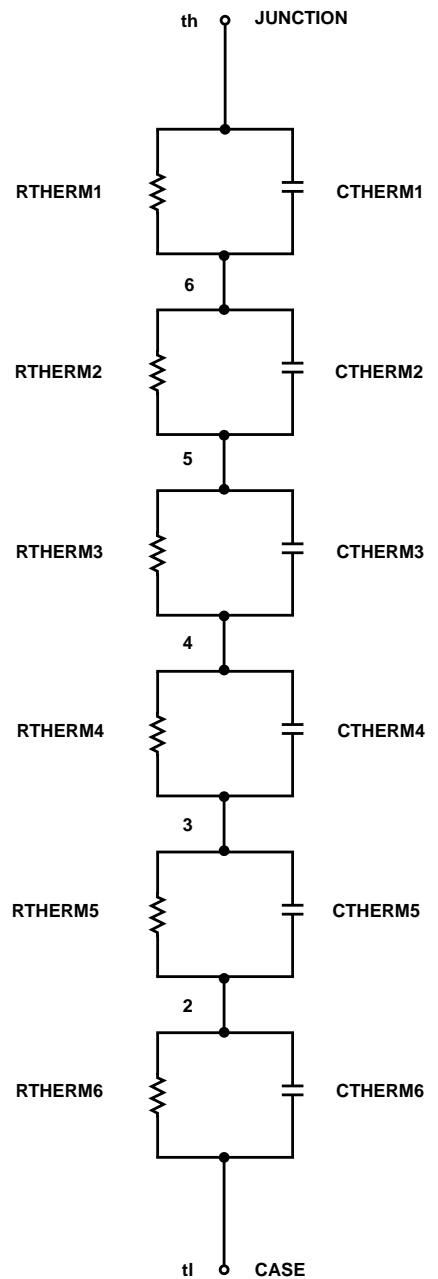 th JUNCTION
RTHERM1 CTHERM1
6
RTHERM2 CTHERM2
5
RTHERM3 CTHERM3
4
RTHERM4 CTHERM4
3
RTHERM5 CTHERM5
2
RTHERM6 CTHERM6
tl CASE